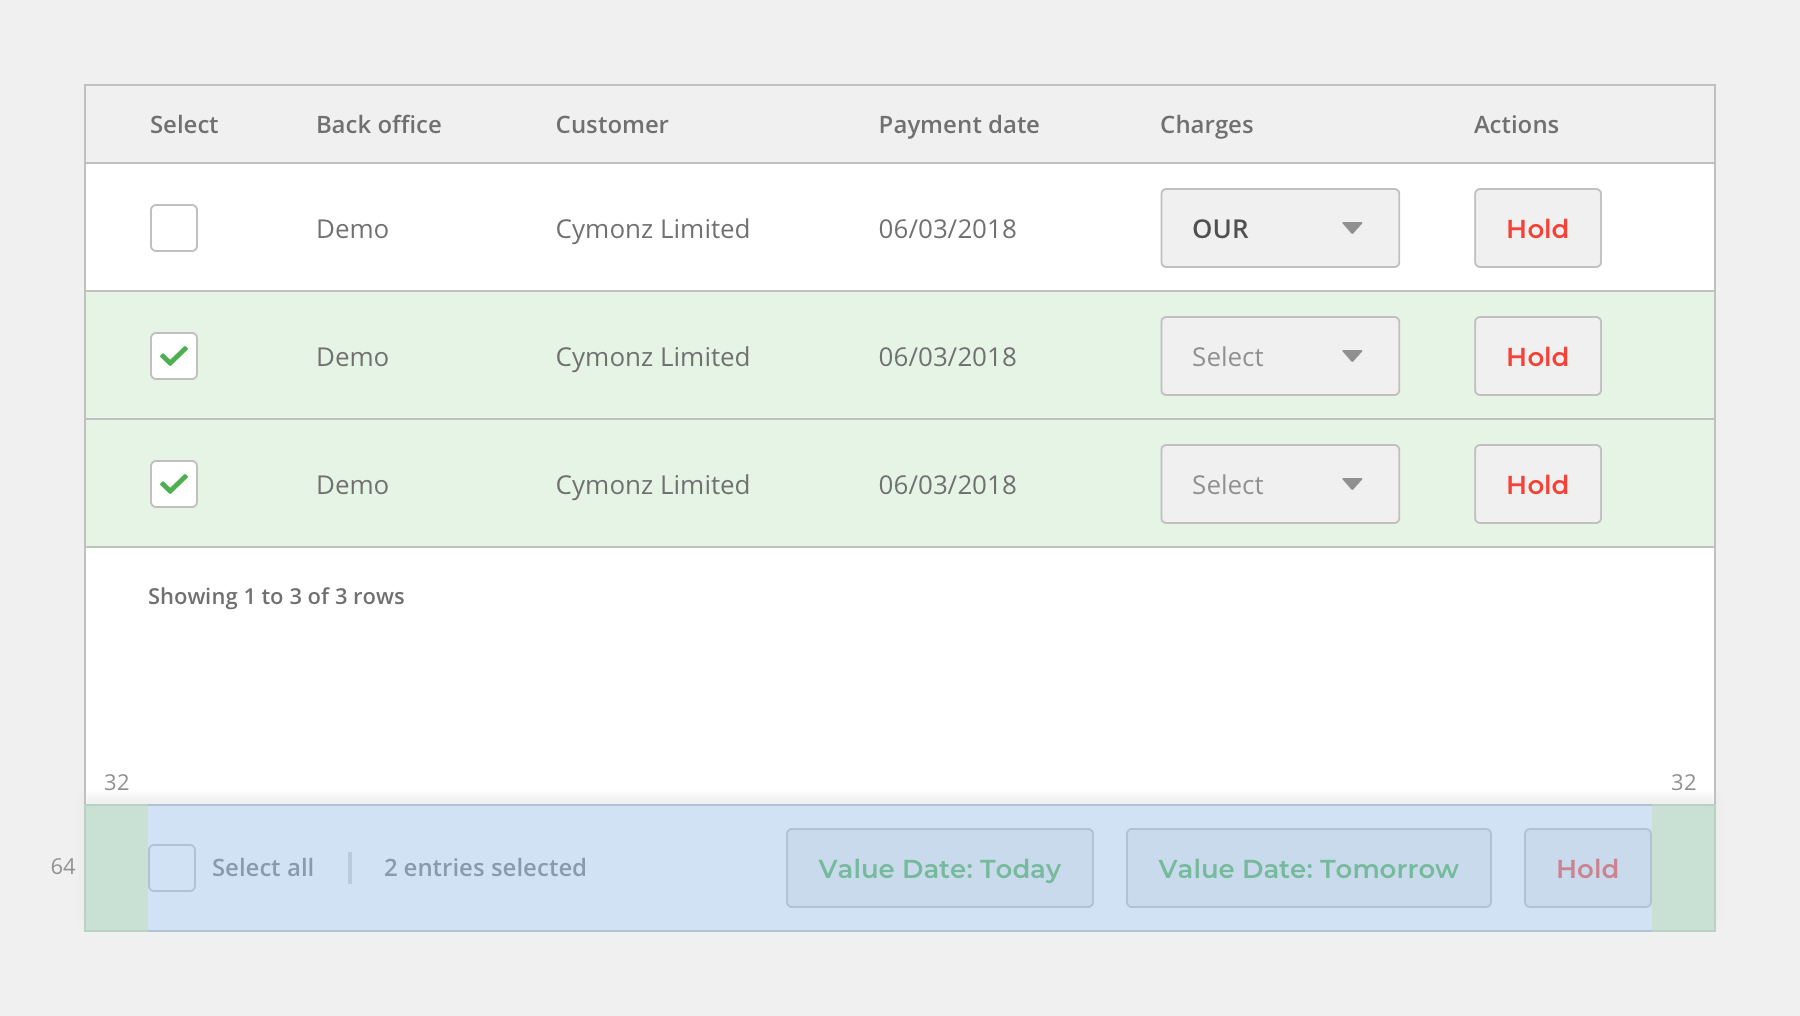 Select Back office Customer Payment date Charges Actions
Demo Cymonz Limited 06/03/2018 OUR Hold
Demo Cymonz Limited 06/03/2018 Select Hold
Demo Cymonz Limited 06/03/2018 Select Hold
Showing 1 to 3 of 3 rows
32 32
64 Select all 2 entries selected Value Date: Today Value Date: Tomorrow Hold